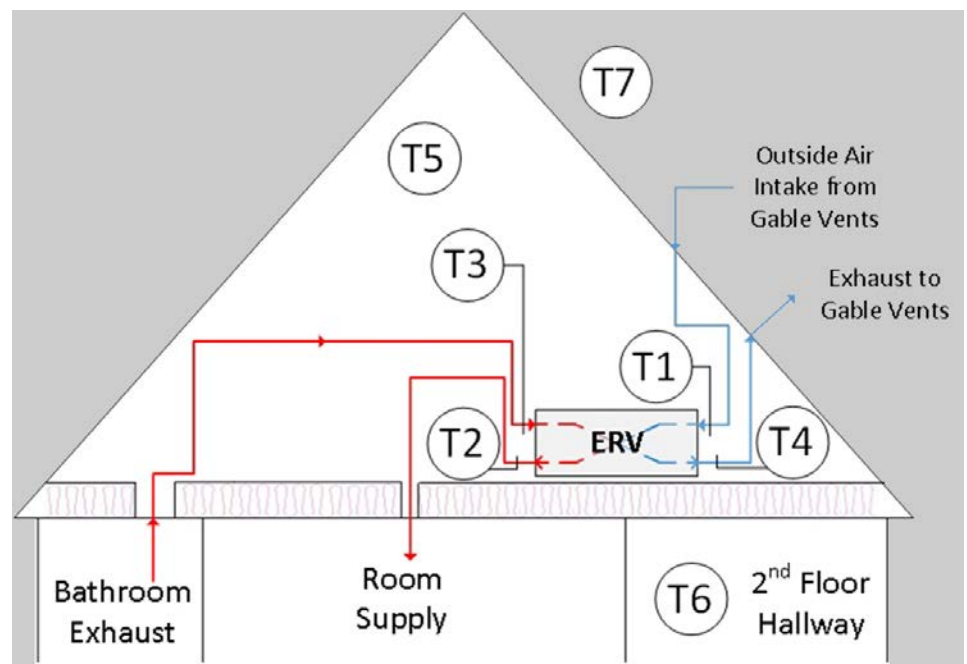 T7
T5
Outside Air
Intake from
Gable Vents
T3
Exhaust to
Gable Vents
T1
T2
ERV
T4
Bathroom
Exhaust
Room
Supply
T6
2nd Floor
Hallway